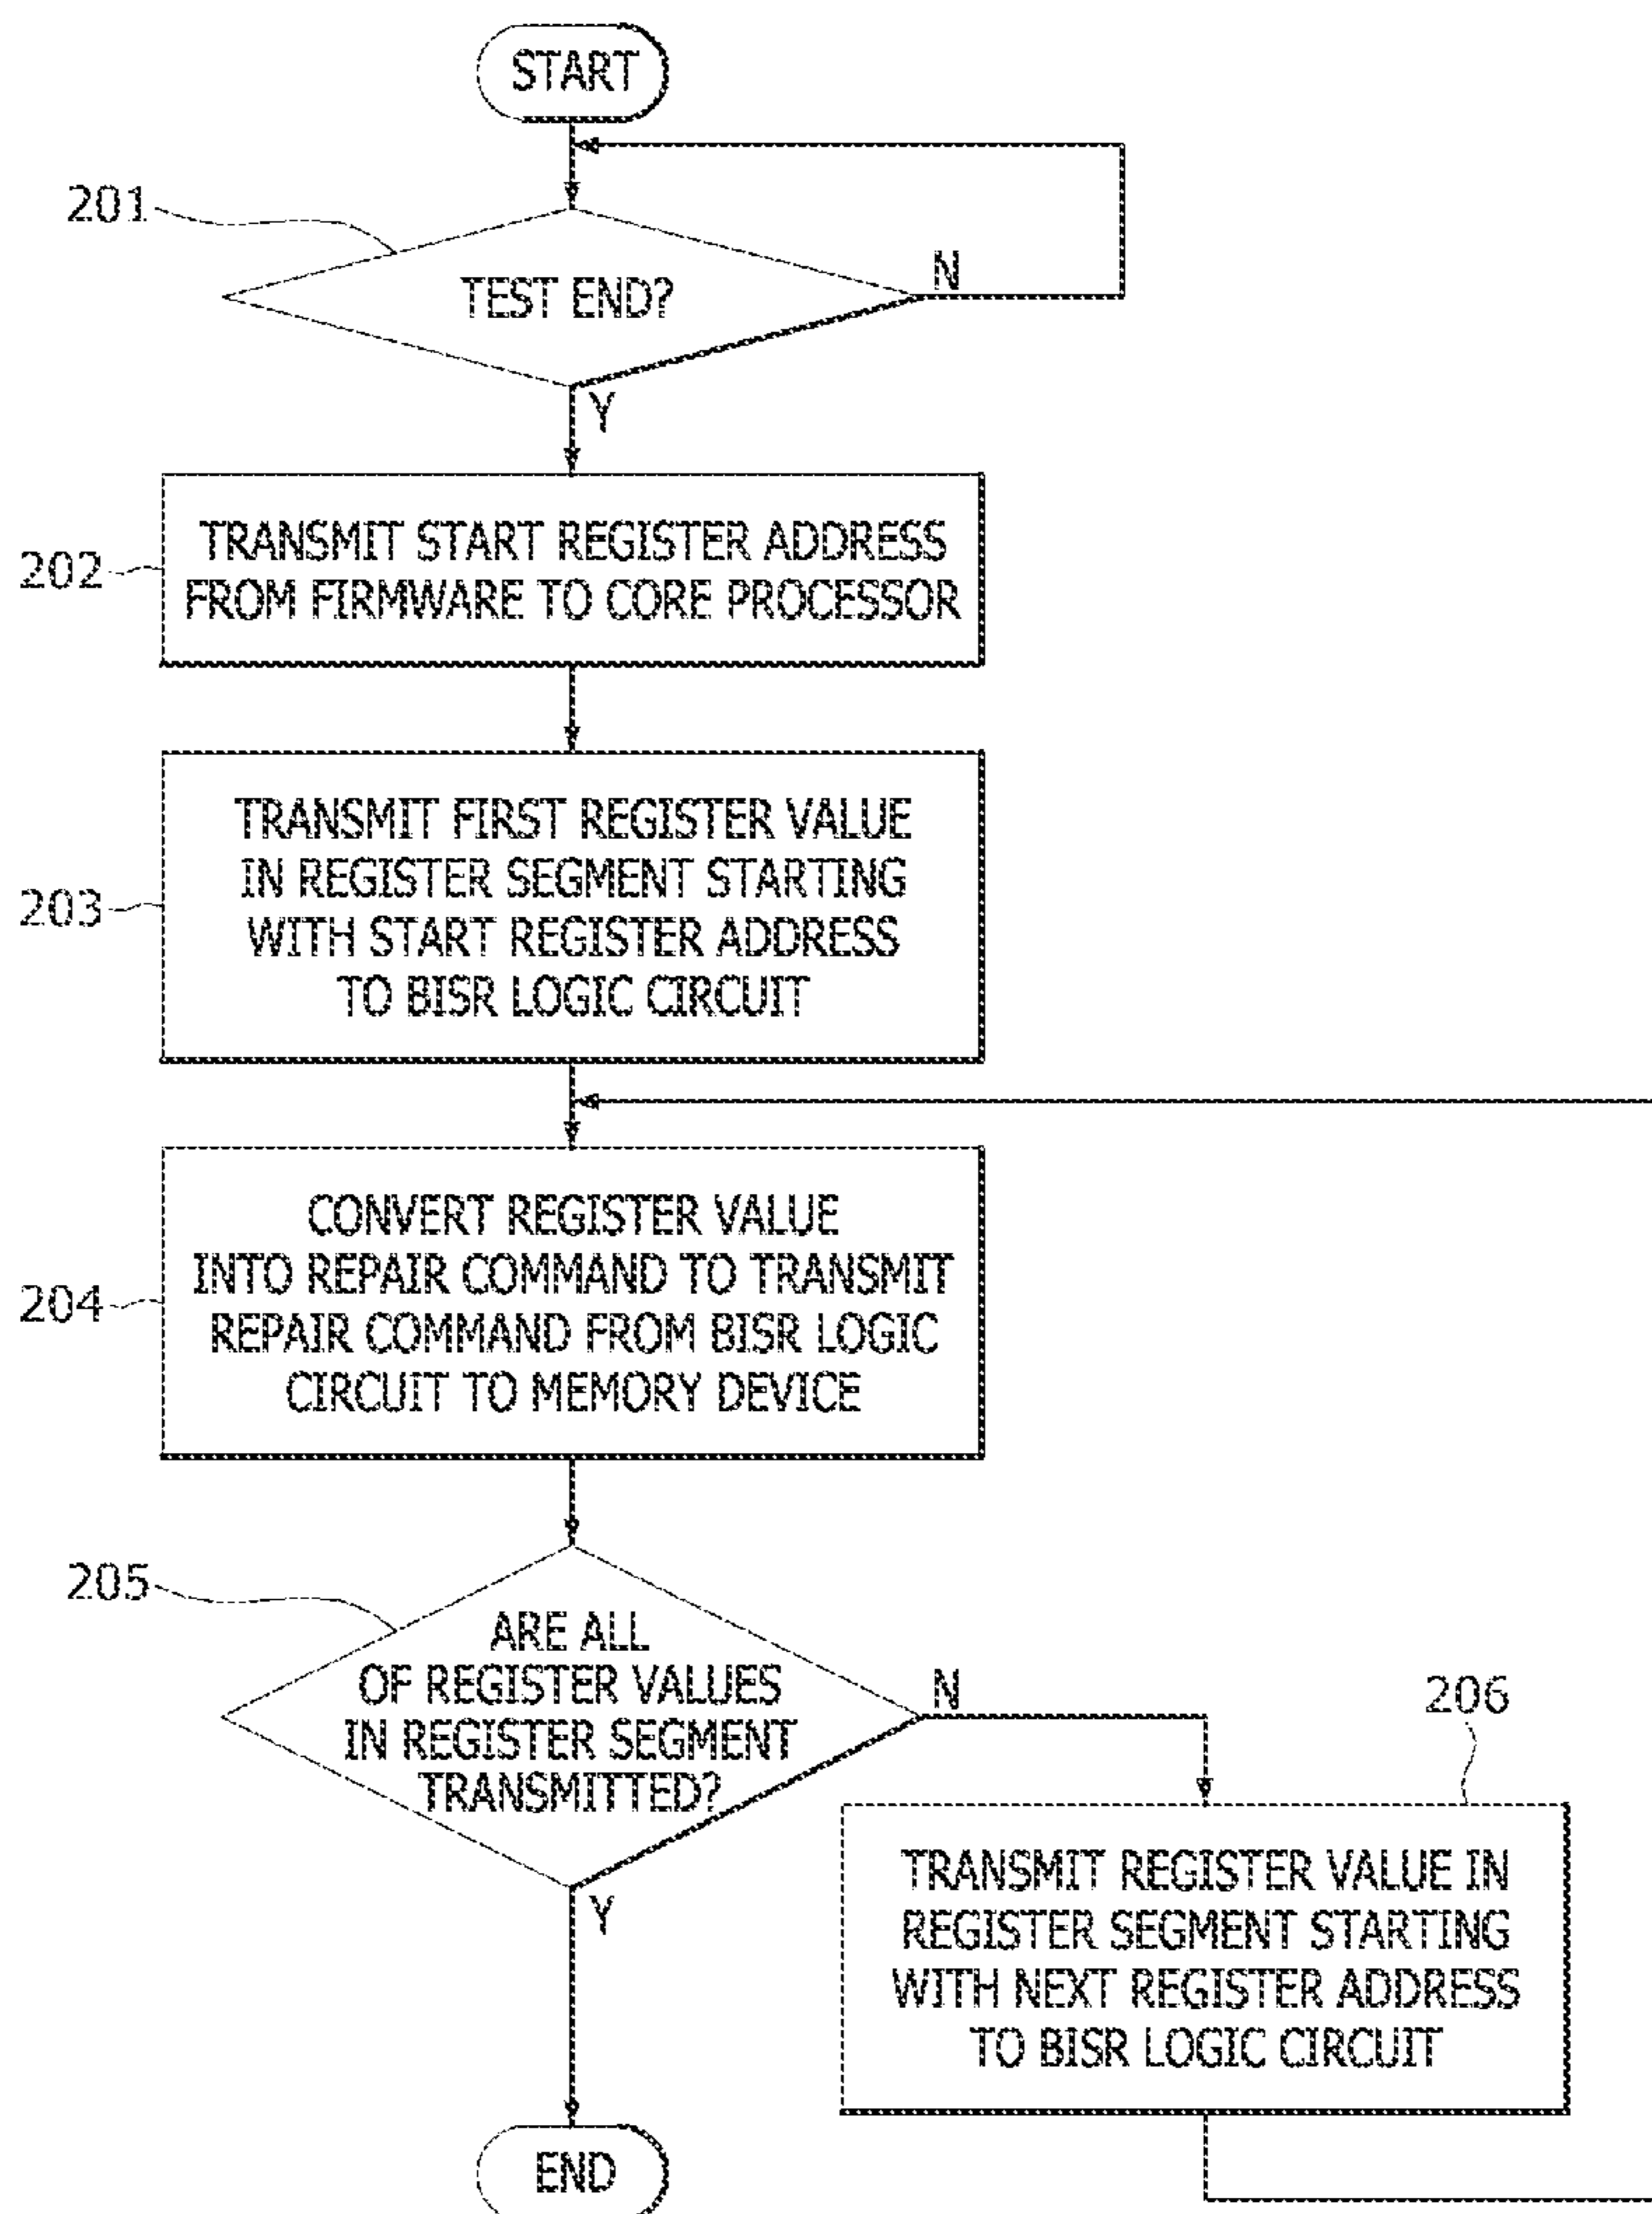 START
201
TEST END?
N
Y
202
TRANSMIT START REGISTER ADDRESS
FROM FIRMWARE TO CORE PROCESSOR
203
TRANSMIT FIRST REGISTER VALUE
IN REGISTER SEGMENT STARTING
WITH START REGISTER ADDRESS
TO BISR LOGIC CIRCUIT
204
CONVERT REGISTER VALUE
INTO REPAIR COMMAND TO TRANSMIT
REPAIR COMMAND FROM BISR LOGIC
CIRCUIT TO MEMORY DEVICE
205
ARE ALL
OF REGISTER VALUES
IN REGISTER SEGMENT
TRANSMITTED?
N
Y
206
TRANSMIT REGISTER VALUE IN
REGISTER SEGMENT STARTING
WITH NEXT REGISTER ADDRESS
TO BISR LOGIC CIRCUIT
END